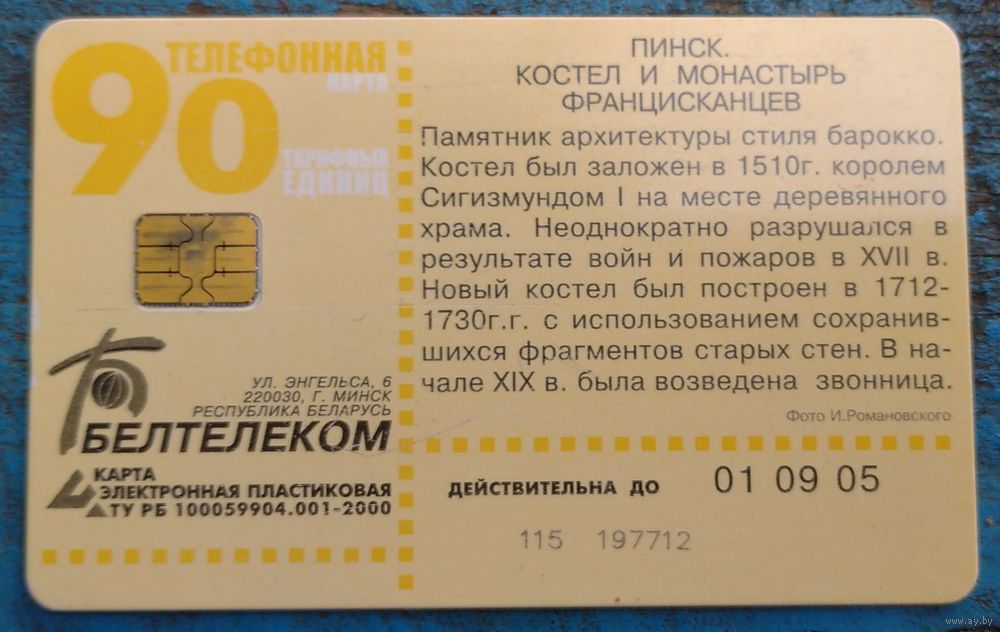 90
ТЕЛЕФОННАЯ
КАРТА
ТАРИФНЫХ
ЕДИНИЦ
УЛ. ЭНГЕЛЬСА, 6
220030, Г. МИНСК
РЕСПУБЛИКА БЕЛАРУСЬ
БЕЛТЕЛЕКОМ
КАРТА
ЭЛЕКТРОННАЯ ПЛАСТИКОВАЯ
ТУ РБ 100059904.001-2000
ПИНСК.
КОСТЕЛ И МОНАСТЫРЬ
ФРАНЦИСКАНЦЕВ
Памятник архитектуры стиля барокко.
Костел был заложен в 1510г. королем
Сигизмундом I на месте деревянного
храма. Неоднократно разрушался в
результате войн и пожаров в XVII в.
Новый костел был построен в 1712-
1730г.г. с использованием сохранив-
шихся фрагментов старых стен. В на-
чале XIX в. была возведена звонница.
Фото И.Романовского
ДЕЙСТВИТЕЛЬНА ДО 01 09 05
115 197712
www.ay.by